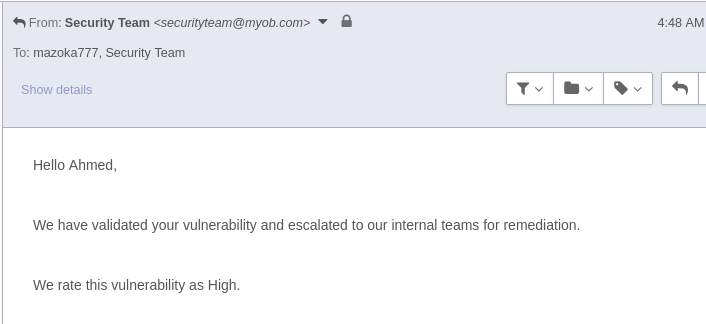 From: Security Team <securityteam@myob.com> 4:48 AM
To: mazoka777, Security Team
Show details
Hello Ahmed,
We have validated your vulnerability and escalated to our internal teams for remediation.
We rate this vulnerability as High.